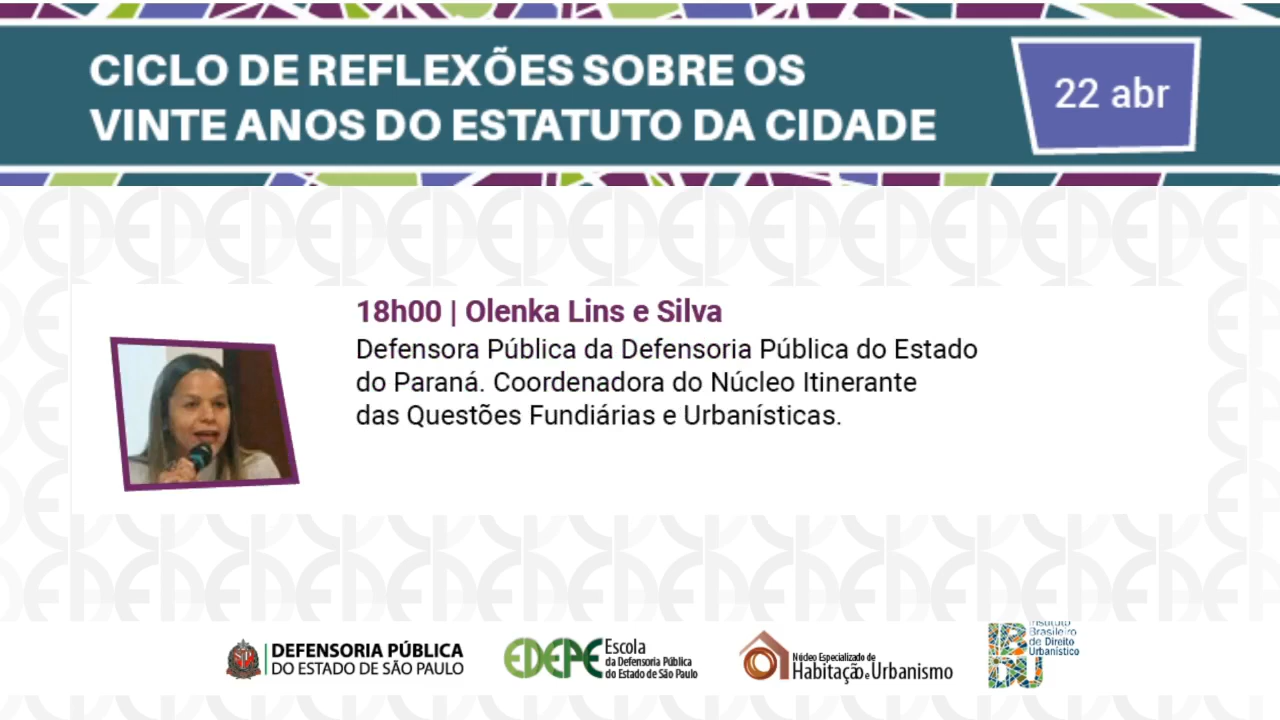 CICLO DE REFLEXÕES SOBRE OS
VINTE ANOS DO ESTATUTO DA CIDADE
22 abr
18h00 | Olenka Lins e Silva
Defensora Pública da Defensoria Pública do Estado
do Paraná. Coordenadora do Núcleo Itinerante
das Questões Fundiárias e Urbanísticas.
DEFENSORIA PÚBLICA
DO ESTADO DE SÃO PAULO
EDEPE
Escola
da Defensoria Pública
do Estado de São Paulo
Núcleo Especializado de
Habitação e Urbanismo
IBDU
Instituto
Brasileiro
de Direito
Urbanístico